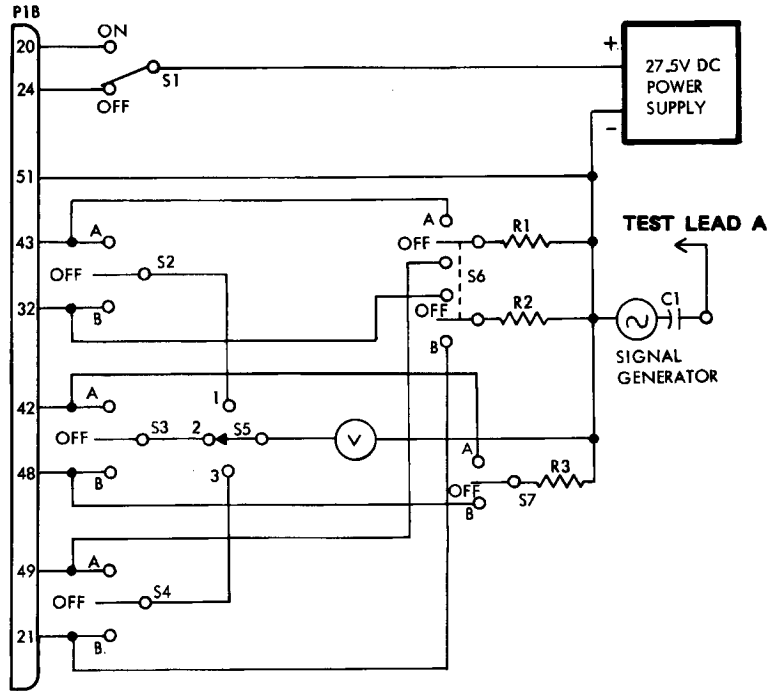 P1B
ON
20
24
OFF
S1
+
27.5V DC
POWER
SUPPLY
-
51
43
A
OFF
S2
32
B
A
OFF
S6
OFF
B
R1
R2
TEST LEAD A
C1
SIGNAL
GENERATOR
42
A
1
OFF
S3
2
S5
V
48
B
3
A
OFF
B
S7
R3
49
A
OFF
S4
21
B.